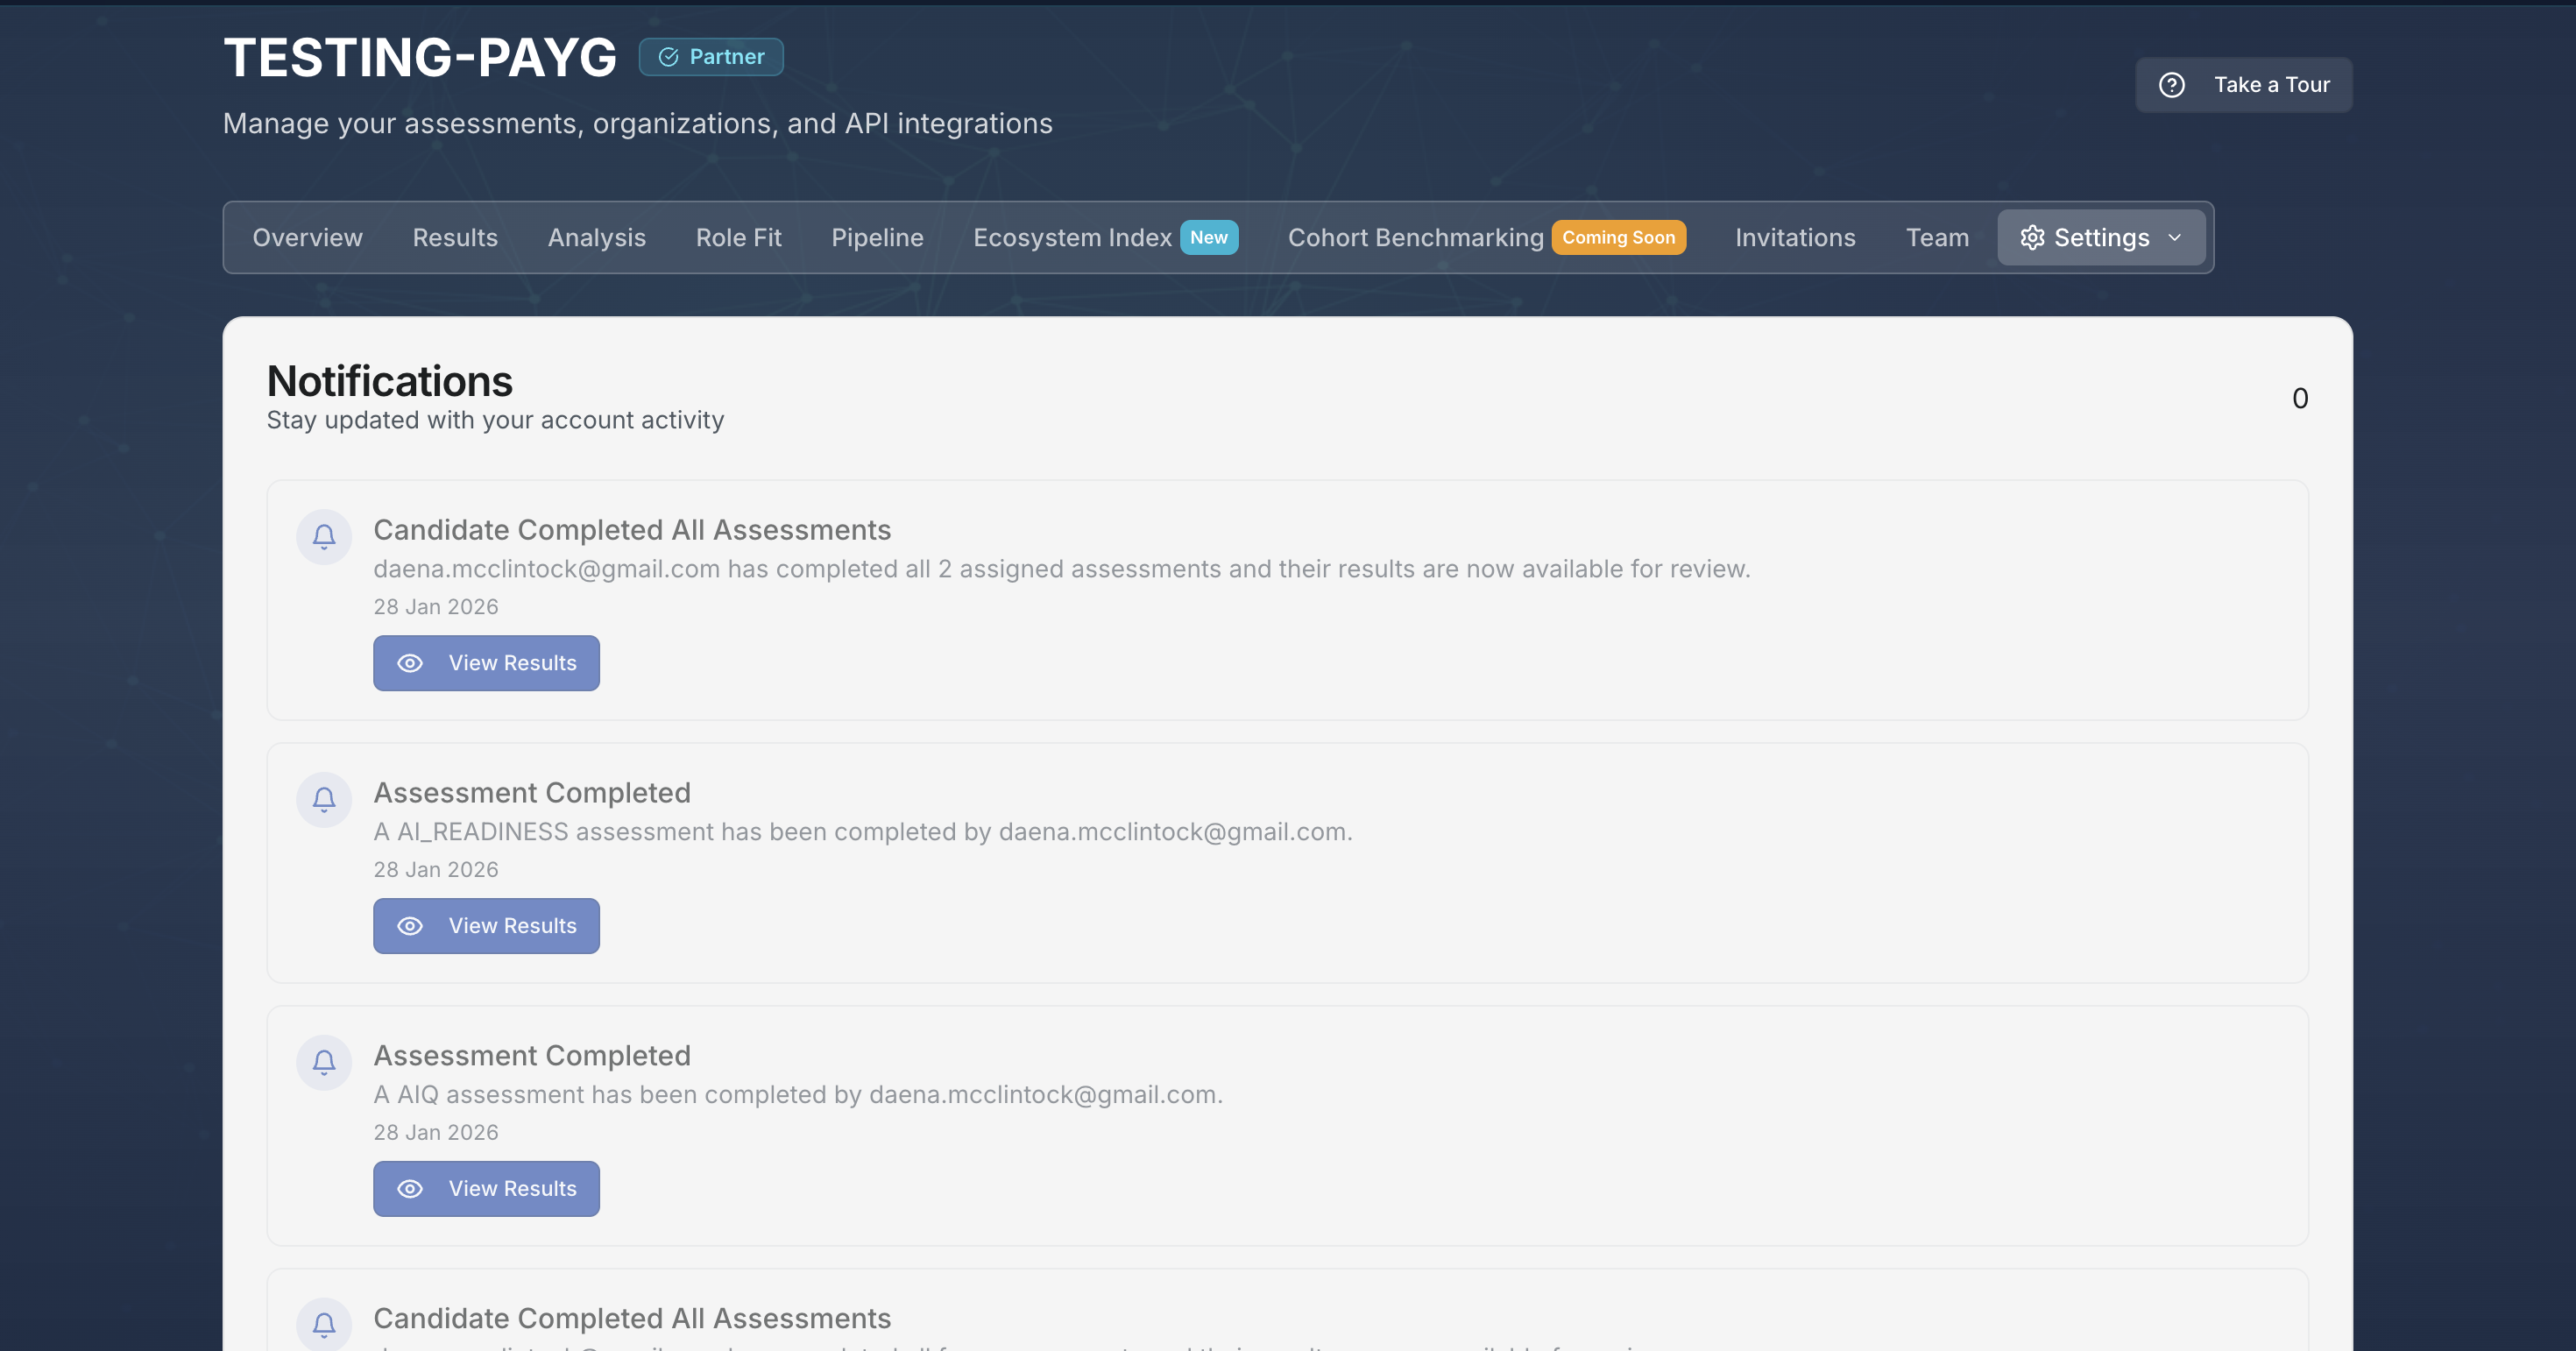 TESTING-PAYG
Partner
Manage your assessments, organizations, and API integrations
Take a Tour
Overview Results Analysis Role Fit Pipeline Ecosystem Index New Cohort Benchmarking Coming Soon Invitations Team Settings
Notifications
0
Stay updated with your account activity
Candidate Completed All Assessments
daena.mcclintock@gmail.com has completed all 2 assigned assessments and their results are now available for review.
28 Jan 2026
View Results
Assessment Completed
A AI_READINESS assessment has been completed by daena.mcclintock@gmail.com.
28 Jan 2026
View Results
Assessment Completed
A AIQ assessment has been completed by daena.mcclintock@gmail.com.
28 Jan 2026
View Results
Candidate Completed All Assessments